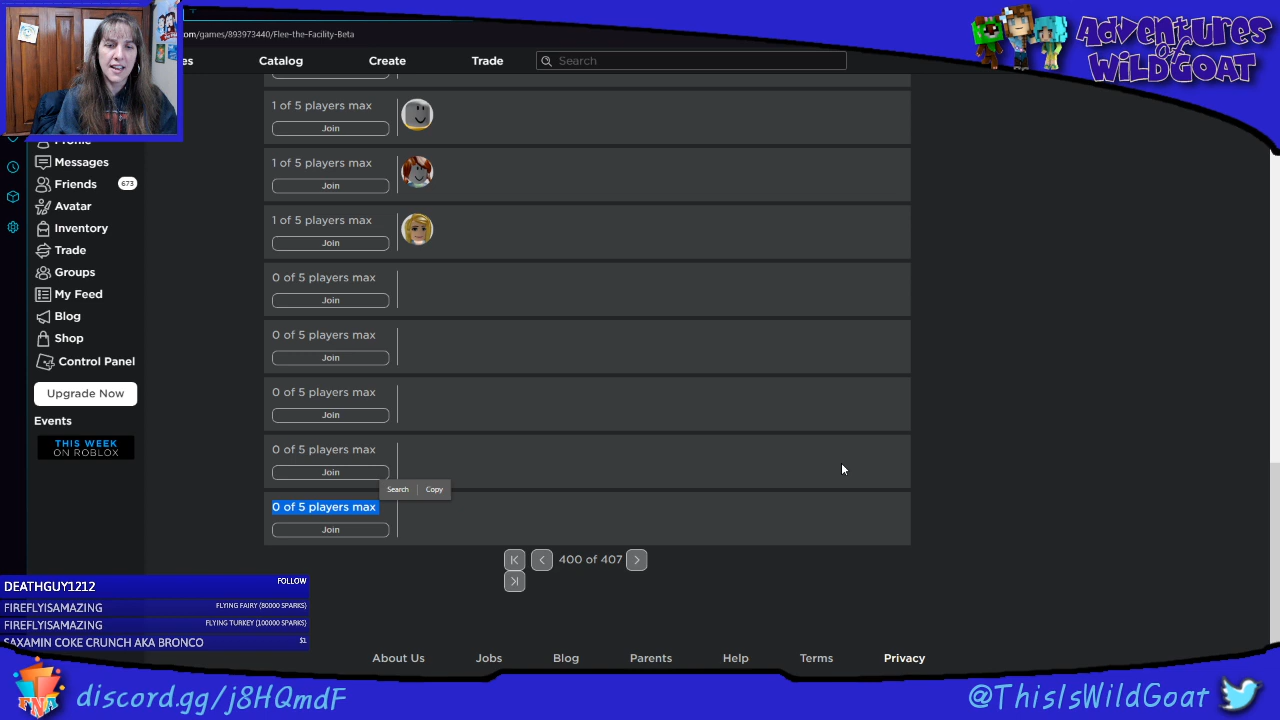 com/games/893973440/Flee-the-Facility-Beta
Adventures of WildGoat
es
Catalog
Create
Trade
Search
1 of 5 players max
Join
1 of 5 players max
Join
1 of 5 players max
Join
0 of 5 players max
Join
0 of 5 players max
Join
0 of 5 players max
Join
0 of 5 players max
Join
Search
Copy
0 of 5 players max
Join
400 of 407
Profile
Messages
Friends 673
Avatar
Inventory
Trade
Groups
My Feed
Blog
Shop
Control Panel
Upgrade Now
Events
THIS WEEK
ON ROBLOX
DEATHGUY1212 FOLLOW
FIREFLYISAMAZING FLYING FAIRY (80000 SPARKS)
FIREFLYISAMAZING FLYING TURKEY (100000 SPARKS)
SAXAMIN COKE CRUNCH AKA BRONCO $1
About Us
Jobs
Blog
Parents
Help
Terms
Privacy
FNA
discord.gg/j8HQmdF
@ThisIsWildGoat